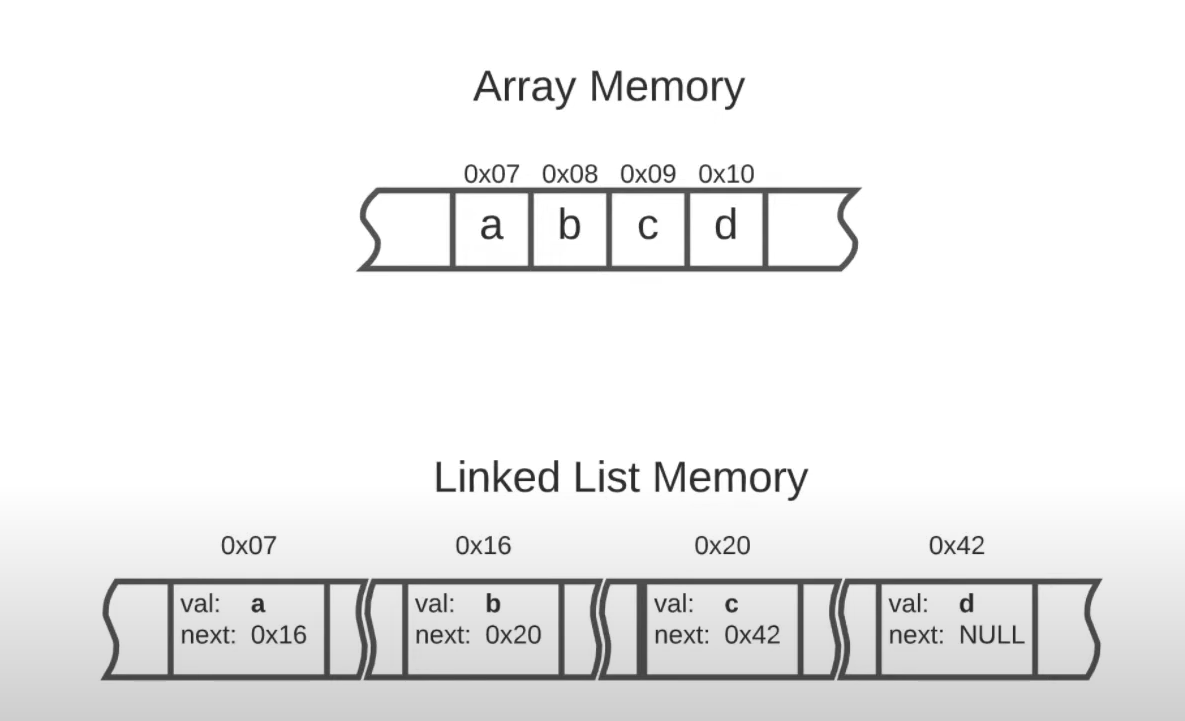 Array Memory
0x07 0x08 0x09 0x10
a b c d
Linked List Memory
0x07 0x16 0x20 0x42
val: a val: b val: c val: d
next: 0x16 next: 0x20 next: 0x42 next: NULL